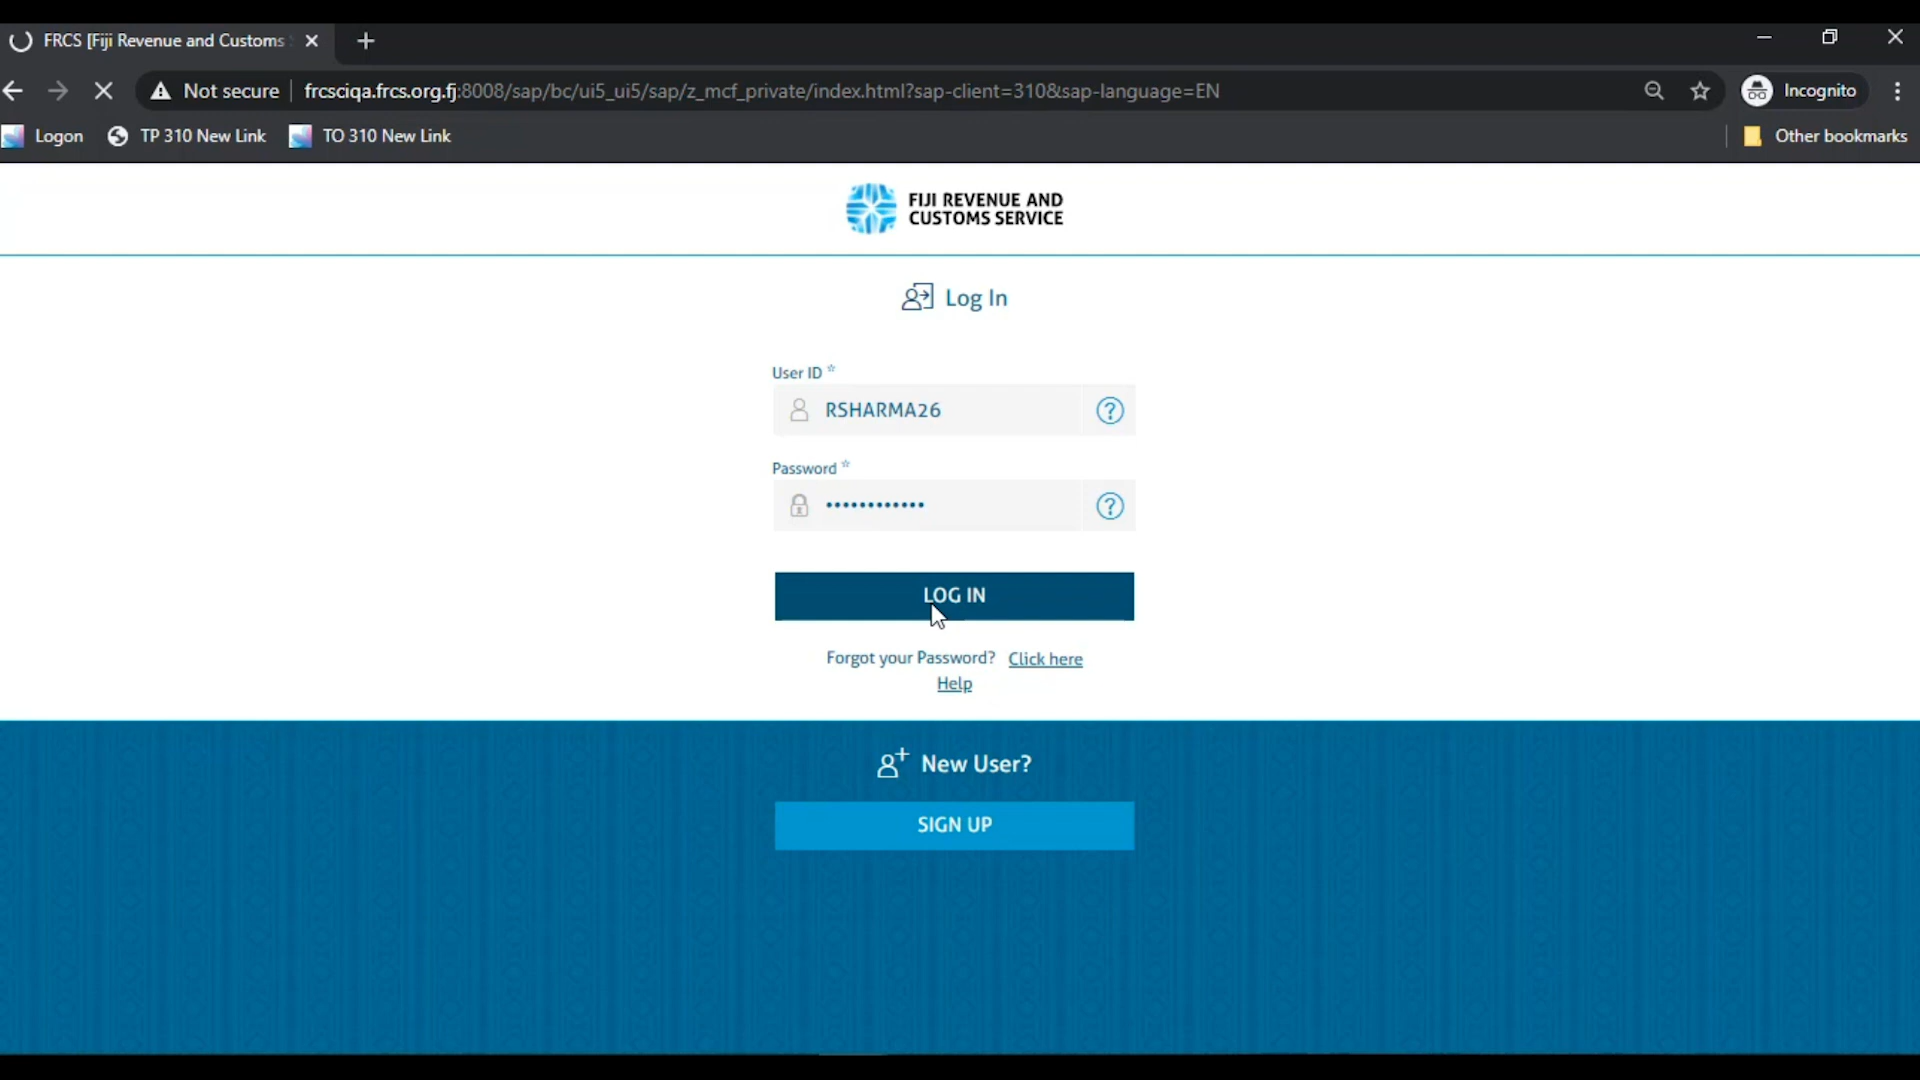 FRCS [Fiji Revenue and Customs
Not secure frcsciqa.frcs.org.fj:8008/sap/bc/ui5_ui5/sap/z_mcf_private/index.html?sap-client=310&sap-language=EN Incognito
Logon TP 310 New Link TO 310 New Link Other bookmarks
FIJI REVENUE AND
CUSTOMS SERVICE
Log In
User ID *
RSHARMA26
Password *
••••••••••••
LOG IN
Forgot your Password? Click here
Help
New User?
SIGN UP